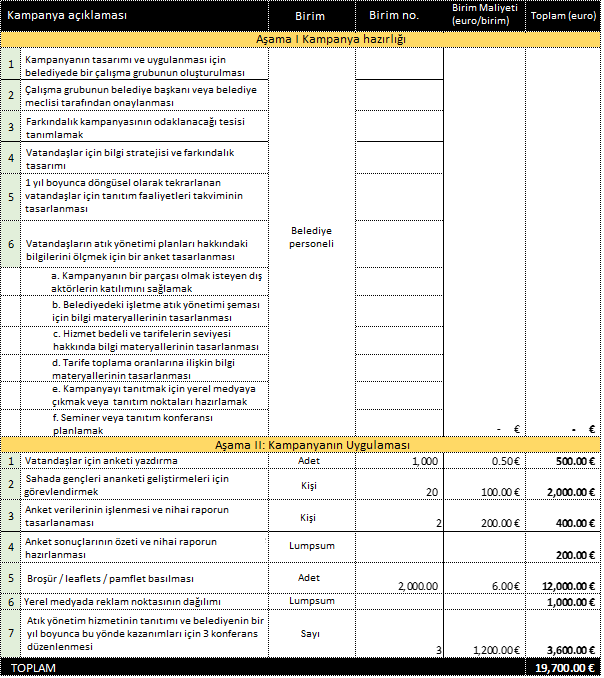 Kampanya açıklaması Birim Birim no. Birim Maliyeti (euro/birim) Toplam (euro)
Aşama I Kampanya hazırlığı
1 Kampanyanın tasarımı ve uygulanması için
belediyede bir çalışma grubunun oluşturulması
2 Çalışma grubunun belediye başkanı veya belediye
meclisi tarafından onaylanması
3 Farkındalık kampanyasının odaklanacağı tesisi
tanımlamak
4 Vatandaşlar için bilgi stratejisi ve farkındalık
tasarımı
5 1 yıl boyunca döngüsel olarak tekrarlanan
vatandaşlar için tanıtım faaliyetleri takviminin
tasarlanması
6 Vatandaşların atık yönetimi planları hakkındaki
bilgilerini ölçmek için bir anket tasarlanması
Belediye
personeli
a. Kampanyanın bir parçası olmak isteyen dış
aktörlerin katılımını sağlamak
b. Belediyedeki işletme atık yönetimi şeması
için bilgi materyallerinin tasarlanması
c. Hizmet bedeli ve tarifelerin seviyesi
hakkında bilgi materyallerinin tasarlanması
d. Tarife toplama oranlarına ilişkin bilgi
materyallerinin tasarlanması
e. Kampanyayı tanıtmak için yerel medyaya
çıkmak veya tanıtım noktaları hazırlamak
f. Seminer veya tanıtım konferansı
planlamak - € - €
Aşama II: Kampanyanın Uygulaması
1 Vatandaşlar için anketi yazdırma Adet 1,000 0.50 € 500.00 €
2 Sahada gençleri ananketi geliştirmeleri için
görevlendirmek Kişi 20 100.00 € 2,000.00 €
3 Anket verilerinin işlenmesi ve nihai raporun
tasarlanaması Kişi 2 200.00 € 400.00 €
4 Anket sonuçlarının özeti ve nihai raporun
hazırlanması Lumpsum 200.00 €
5 Broşür / leaflets / pamflet basılması Adet 2,000.00 6.00 € 12,000.00 €
6 Yerel medyada reklam noktasının dağılımı Lumpsum 1,000.00 €
7 Atık yönetim hizmetinin tanıtımı ve belediyenin bir
yıl boyunca bu yönde kazanımları için 3 konferans
düzenlenmesi Sayı 3 1,200.00 € 3,600.00 €
TOPLAM 19,700.00 €